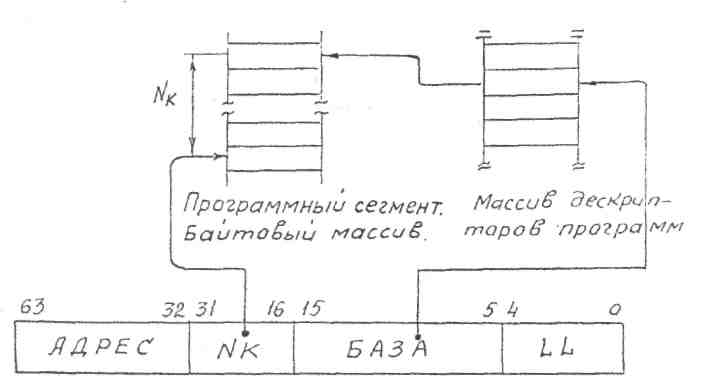 Nк
Программный сегмент.
Байтовый массив.
Массив дескрип-
торов программ
63 32 31 16 15 5 4 0
АДРЕС NK БАЗА LL